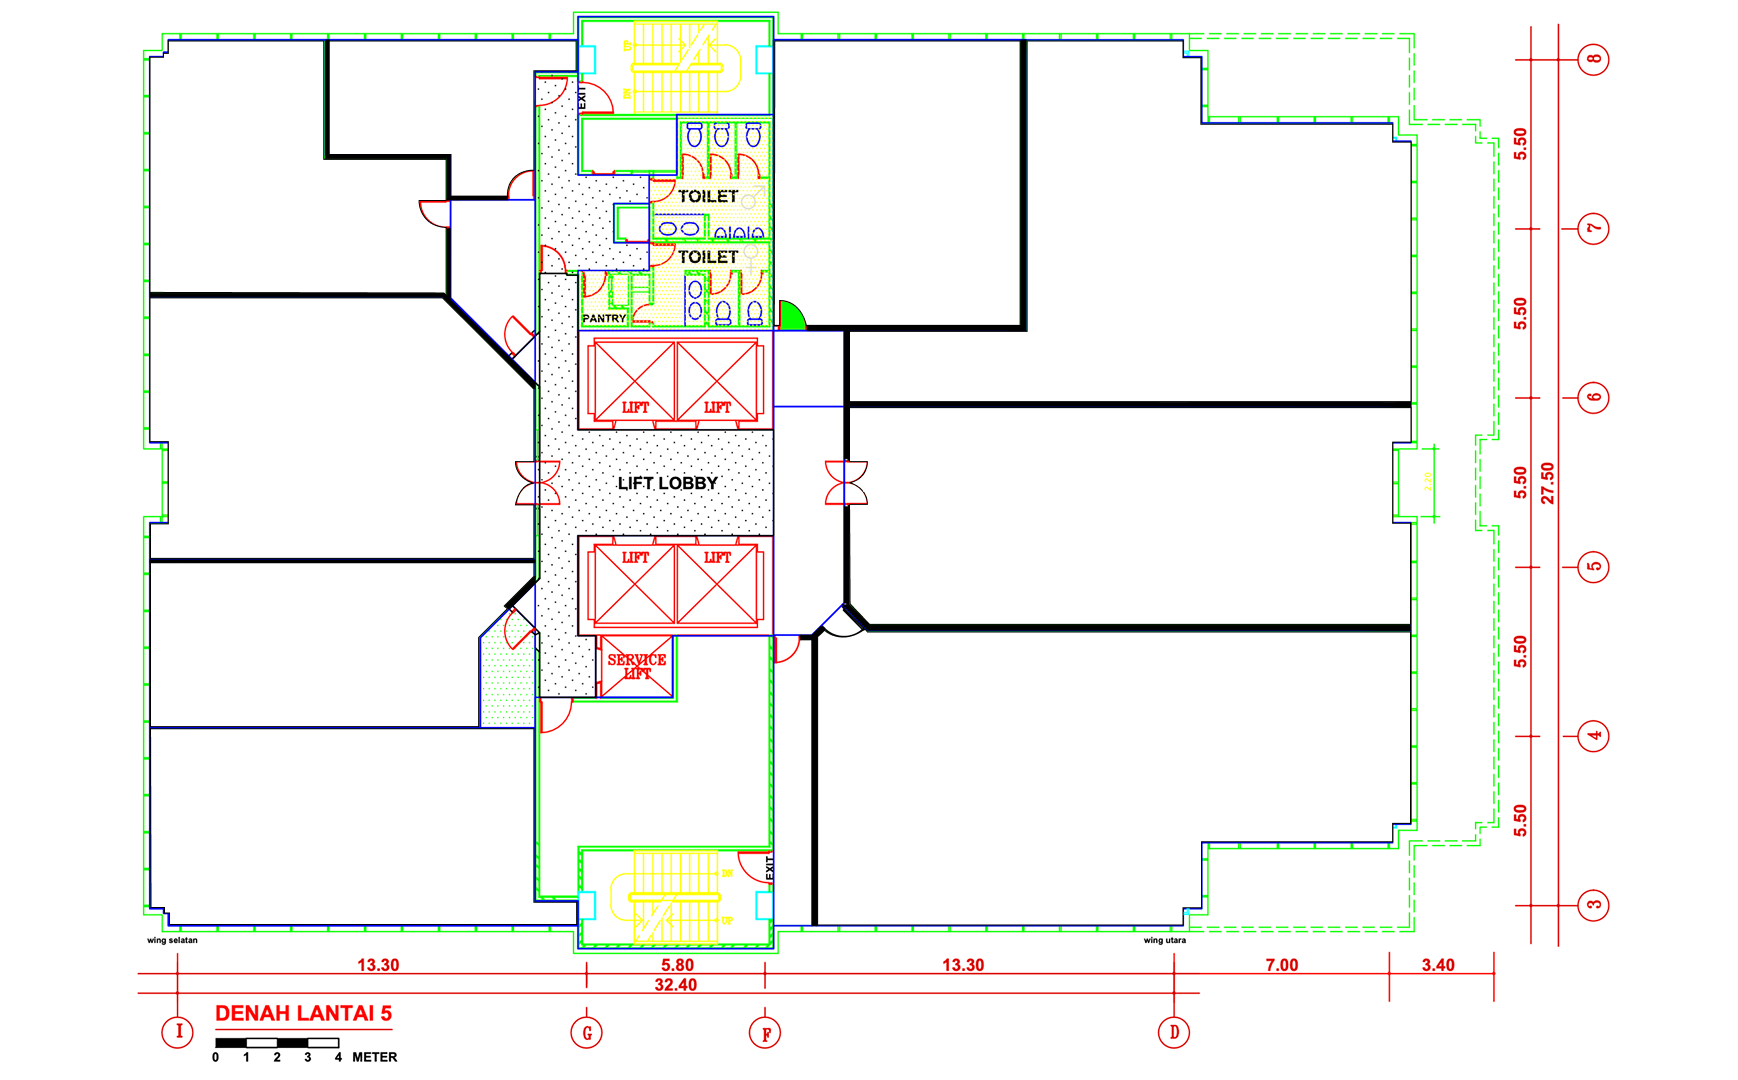 UP
DN
EXIT
8
5.50
TOILET
7
TOILET
5.50
PANTRY
6
LIFT
LIFT
LIFT LOBBY
2.20
5.50
27.50
LIFT
LIFT
5
SERVICE
LIFT
5.50
4
5.50
DN
EXIT
UP
3
wing selatan
wing utara
13.30
5.80
13.30
7.00
3.40
32.40
DENAH LANTAI 5
I
G
F
D
0 1 2 3 4 METER